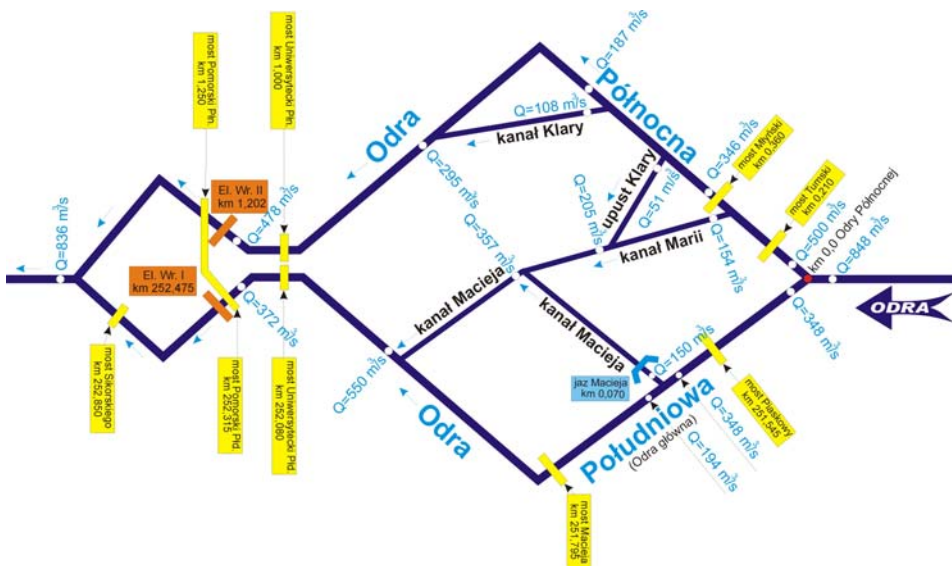 Q=187 m³/s
Północna
most Pomorski Płn.
km 1,250
most Uniwersytecki Płn.
km 1,000
Q=108 m³/s
kanał Klary
Odra
Q=346 m³/s
most Młyński
km 0,360
upust Klary
Q=51 m³/s
Q=295 m³/s
most Tumski
km 0,210
El. Wr. II
km 1,202
Q=478 m³/s
Q=205 m³/s
kanał Marii
Q=154 m³/s
Q=500 m³/s
km 0,0 Odry Północnej
Q=848 m³/s
Q=836 m³/s
Q=357 m³/s
El. Wr. I
km 252,475
Q=372 m³/s
kanał Macieja
kanał Macieja
ODRA
Q=348 m³/s
Q=150 m³/s
jaz Macieja
km 0,070
most Piaskowy
km 251,545
most Sikorskiego
km 252,850
most Pomorski Płd.
km 252,315
most Uniwersytecki Płd.
km 252,080
Q=550 m³/s
Odra
Południowa
(Odra główna)
Q=348 m³/s
Q=194 m³/s
most Macieja
km 251,795